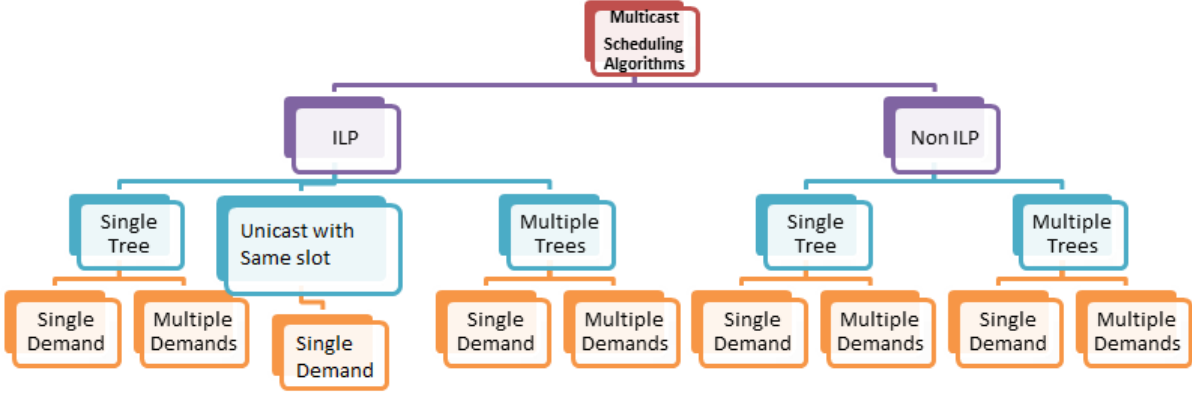 Multicast
Scheduling
Algorithms
ILP
Non ILP
Single
Tree
Unicast with
Same slot
Multiple
Trees
Single
Tree
Multiple
Trees
Single
Demand
Multiple
Demands
Single
Demand
Single
Demand
Multiple
Demands
Single
Demand
Multiple
Demands
Single
Demand
Multiple
Demands